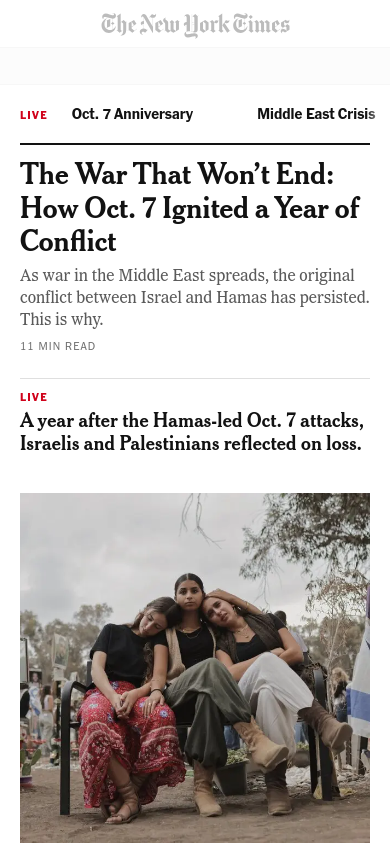 The New York Times
LIVE Oct. 7 Anniversary Middle East Crisis
The War That Won’t End:
How Oct. 7 Ignited a Year of
Conflict
As war in the Middle East spreads, the original
conflict between Israel and Hamas has persisted.
This is why.
11 MIN READ
LIVE
A year after the Hamas-led Oct. 7 attacks,
Israelis and Palestinians reflected on loss.